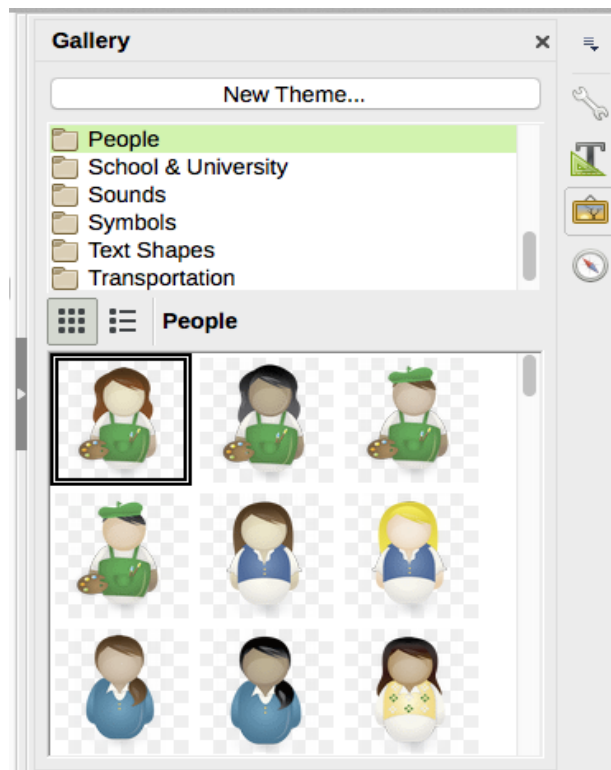 Gallery
New Theme...
People
School & University
Sounds
Symbols
Text Shapes
Transportation
People